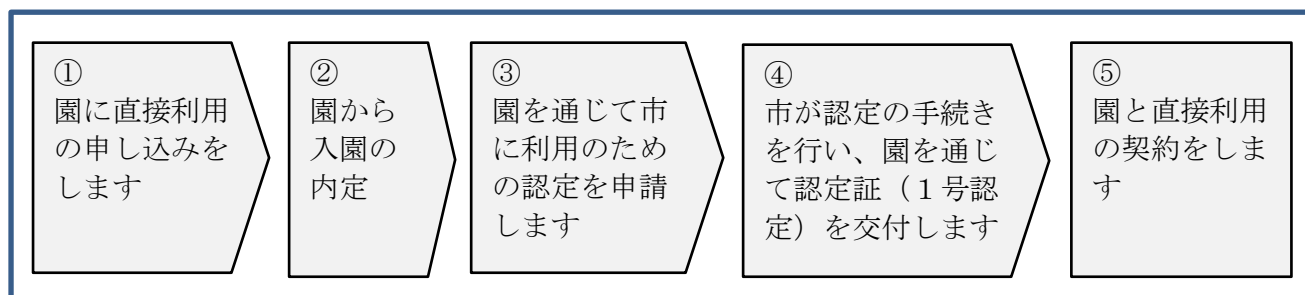 ①
園に直接利用
の申し込みを
します
②
園から
入園の
内定
③
園を通じて市
に利用のため
の認定を申請
します
④
市が認定の手続き
を行い、園を通じ
て認定証（１号認
定）を交付します
⑤
園と直接利用
の契約をしま
す